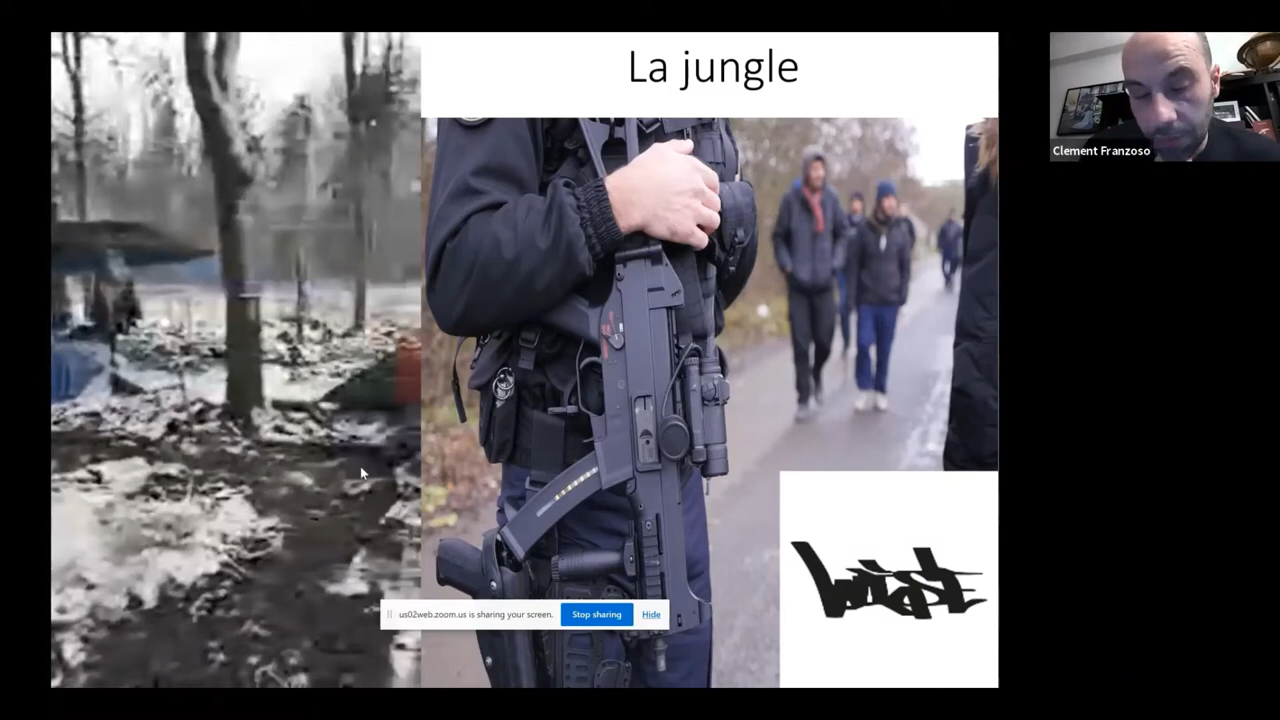 La jungle
Clement Franzoso
us02web.zoom.us is sharing your screen. Stop sharing Hide